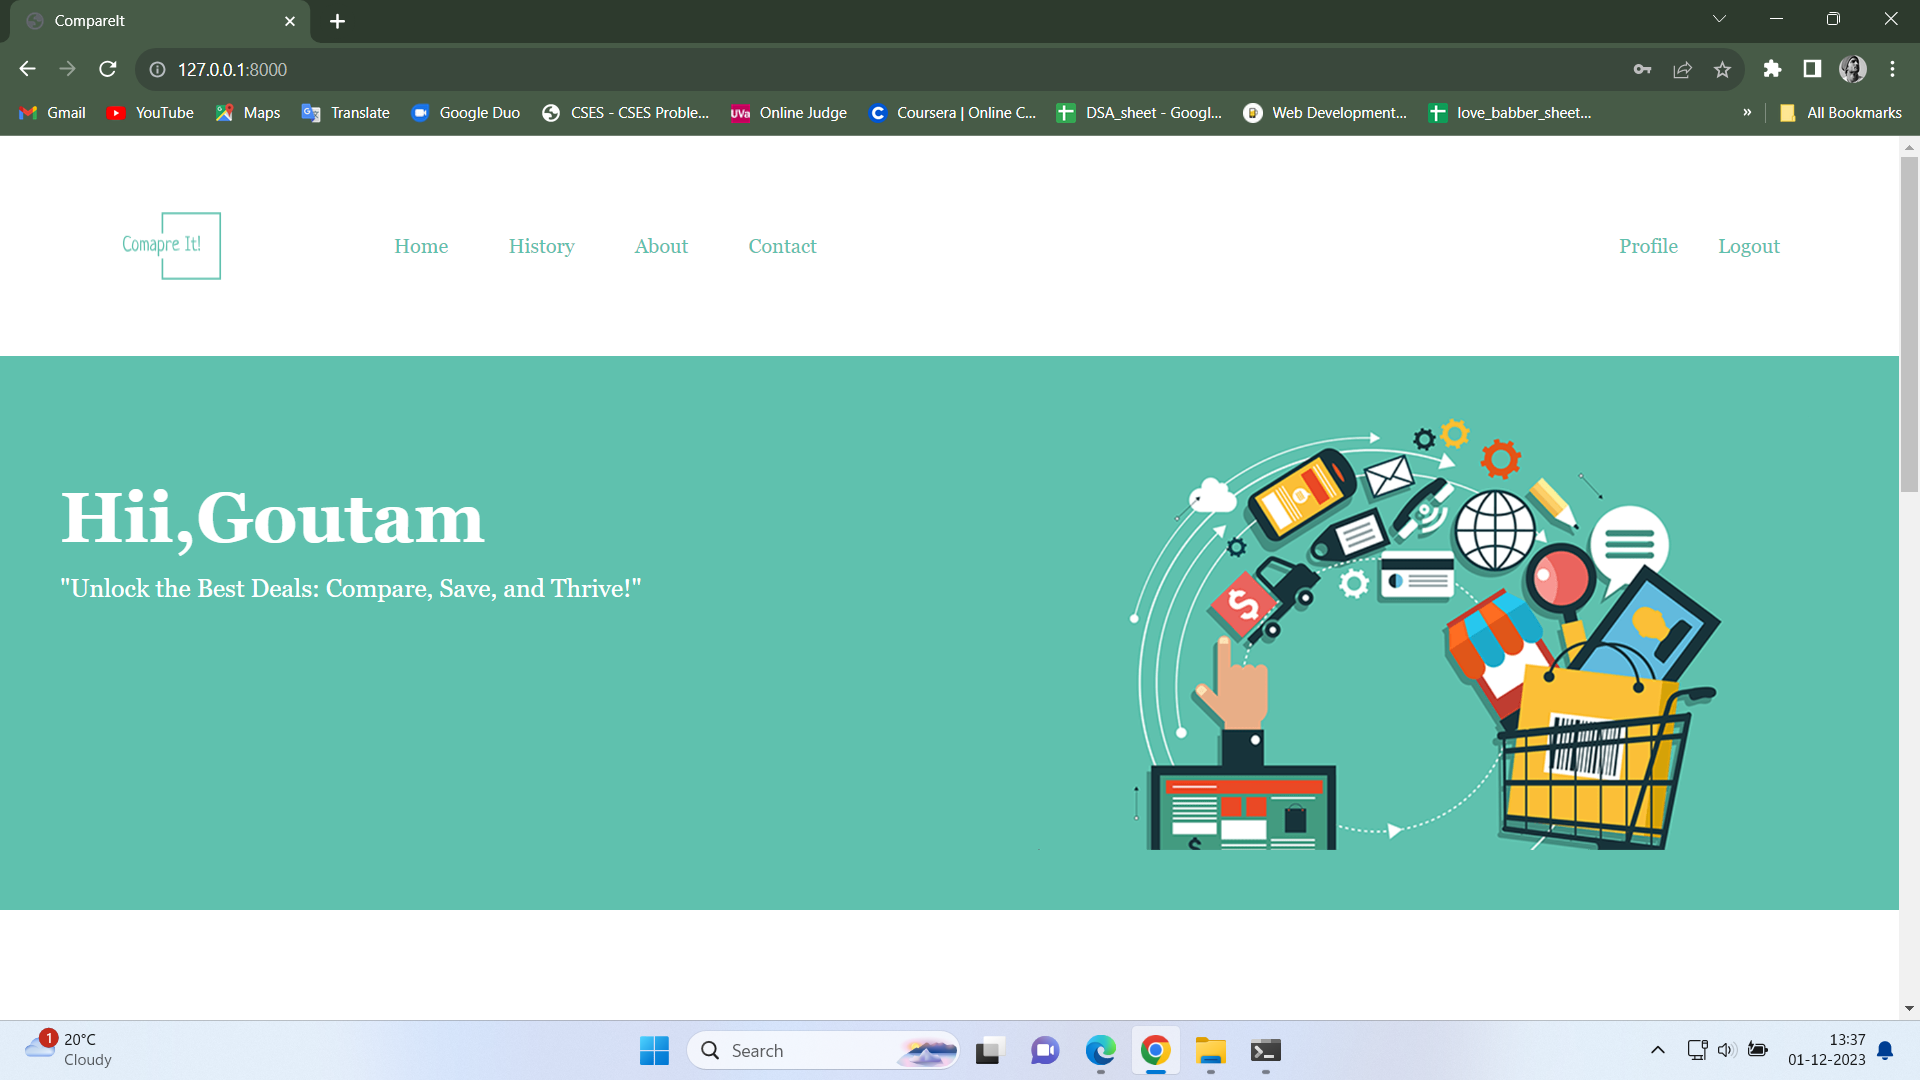 CompareIt
127.0.0.1:8000
Gmail YouTube Maps Translate Google Duo CSES - CSES Proble... UVa Online Judge Coursera | Online C... DSA_sheet - Googl... Web Development... love_babber_sheet... » All Bookmarks
Comapre It! Home History About Contact Profile Logout
Hii,Goutam
"Unlock the Best Deals: Compare, Save, and Thrive!"
$
$
1 20°C
Cloudy
Search
13:37
01-12-2023